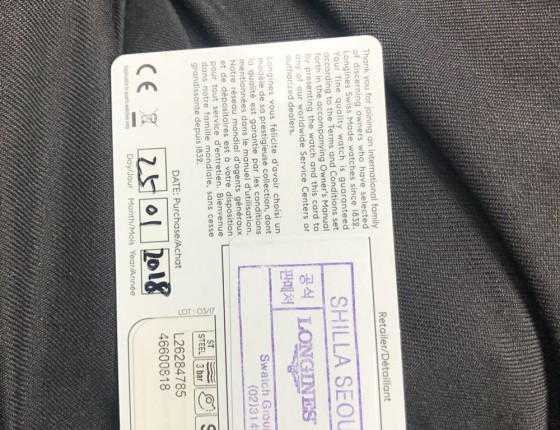 Thank you for joining an international family
of discerning owners who have selected
Longines Swiss Made watches since 1832.
Your fine quality watch is guaranteed
according to the Terms and Conditions set
forth in the accompanying Owner's Manual
by presenting the watch and this card to
any of our worldwide Service Centers or
authorized dealers.
Longines vous félicite d'avoir choisi un
modèle de sa prestigieuse collection dont
la qualité est garantie par les conditions
mentionnées dans le manuel d'utilisation.
Notre réseau mondial d'agents généraux
et de dépositaires est à votre disposition
pour tout service d'entretien. Bienvenue
dans notre famille mondiale, sans cesse
grandissante depuis 1832.
CE
DATE: Purchase/Achat
25 01 2018
Day/Jour Month/Mois Year/Année
Retailer/Détaillant
SHILLA SEOU
공식
판매처
LONGINES
Swatch Grou
(02)314
LOT: 03/17
ST.
STEEL
3 bar
S
L26284785
46600818